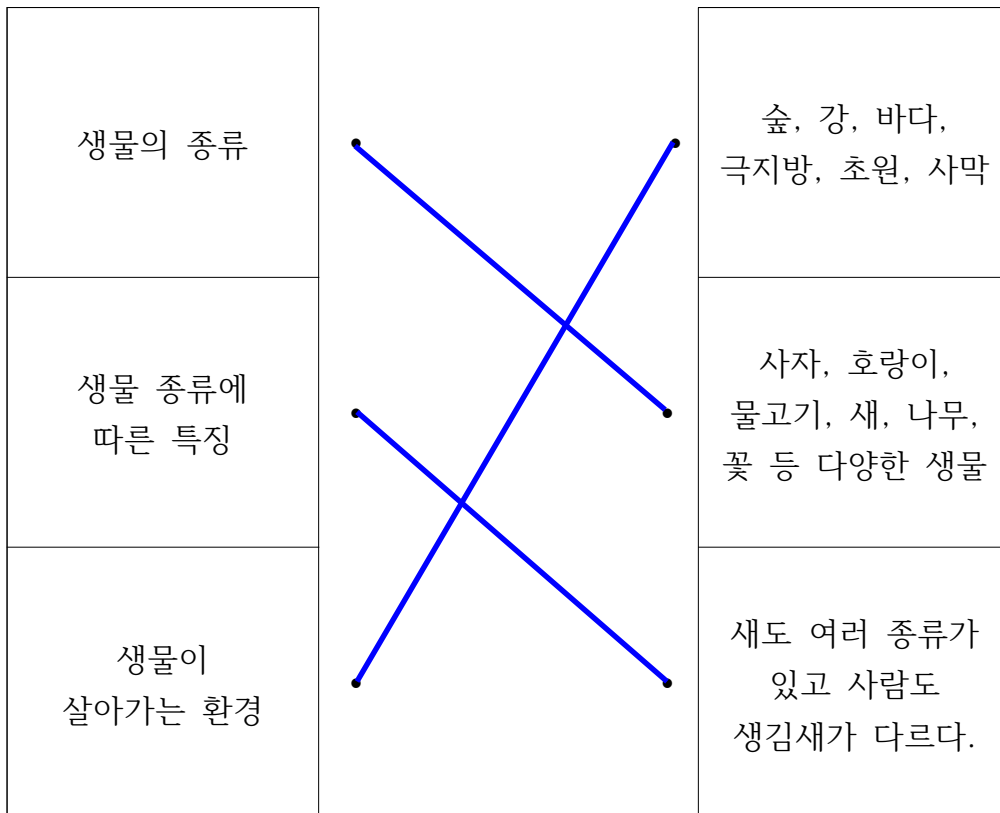 생물의 종류
숲, 강, 바다,
극지방, 초원, 사막
생물 종류에
따른 특징
사자, 호랑이,
물고기, 새, 나무,
꽃 등 다양한 생물
생물이
살아가는 환경
새도 여러 종류가
있고 사람도
생김새가 다르다.